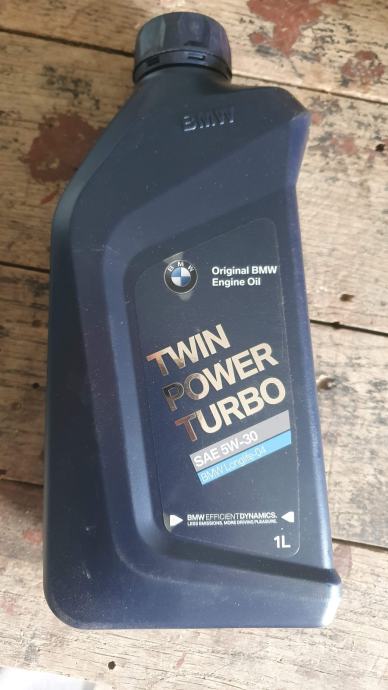 BMW
BMW
Original BMW
Engine Oil
TWIN
POWER
TURBO
SAE 5W-30
BMW Longlife-04
BMW EFFICIENTDYNAMICS.
LESS EMISSIONS. MORE DRIVING PLEASURE.
1L